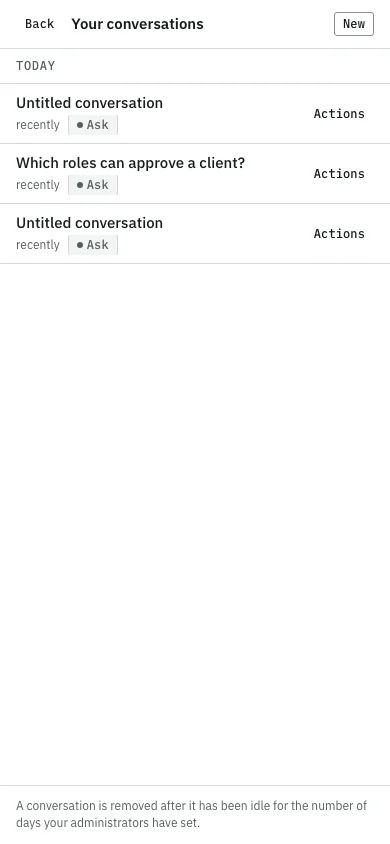 Back Your conversations New
TODAY
Untitled conversation
recently Ask
Actions
Which roles can approve a client?
recently Ask
Actions
Untitled conversation
recently Ask
Actions
A conversation is removed after it has been idle for the number of
days your administrators have set.